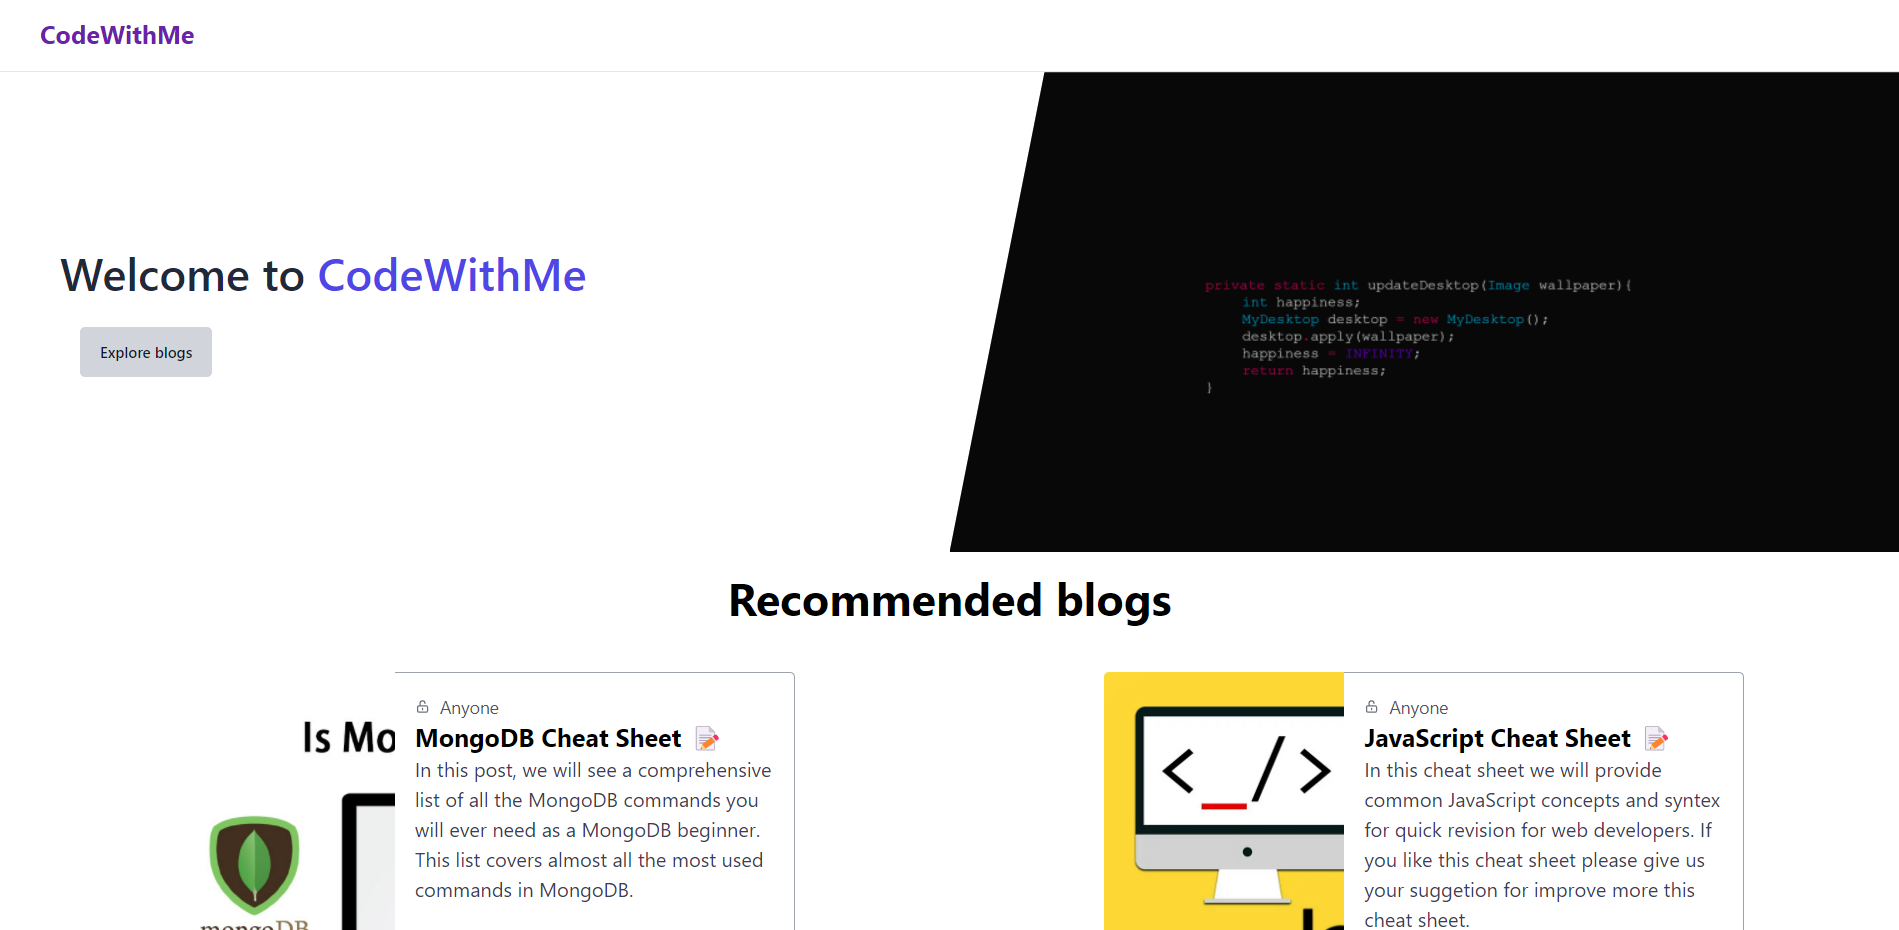 CodeWithMe
Welcome to CodeWithMe
Explore blogs
private static int updateDesktop(Image wallpaper){
int happiness;
MyDesktop desktop = new MyDesktop();
desktop.apply(wallpaper);
happiness = INFINITY;
return happiness;
}
Recommended blogs
Is Mo
mongoDB
Anyone
MongoDB Cheat Sheet
In this post, we will see a comprehensive
list of all the MongoDB commands you
will ever need as a MongoDB beginner.
This list covers almost all the most used
commands in MongoDB.
<_/>
Anyone
JavaScript Cheat Sheet
In this cheat sheet we will provide
common JavaScript concepts and syntex
for quick revision for web developers. If
you like this cheat sheet please give us
your suggetion for improve more this
cheat sheet.